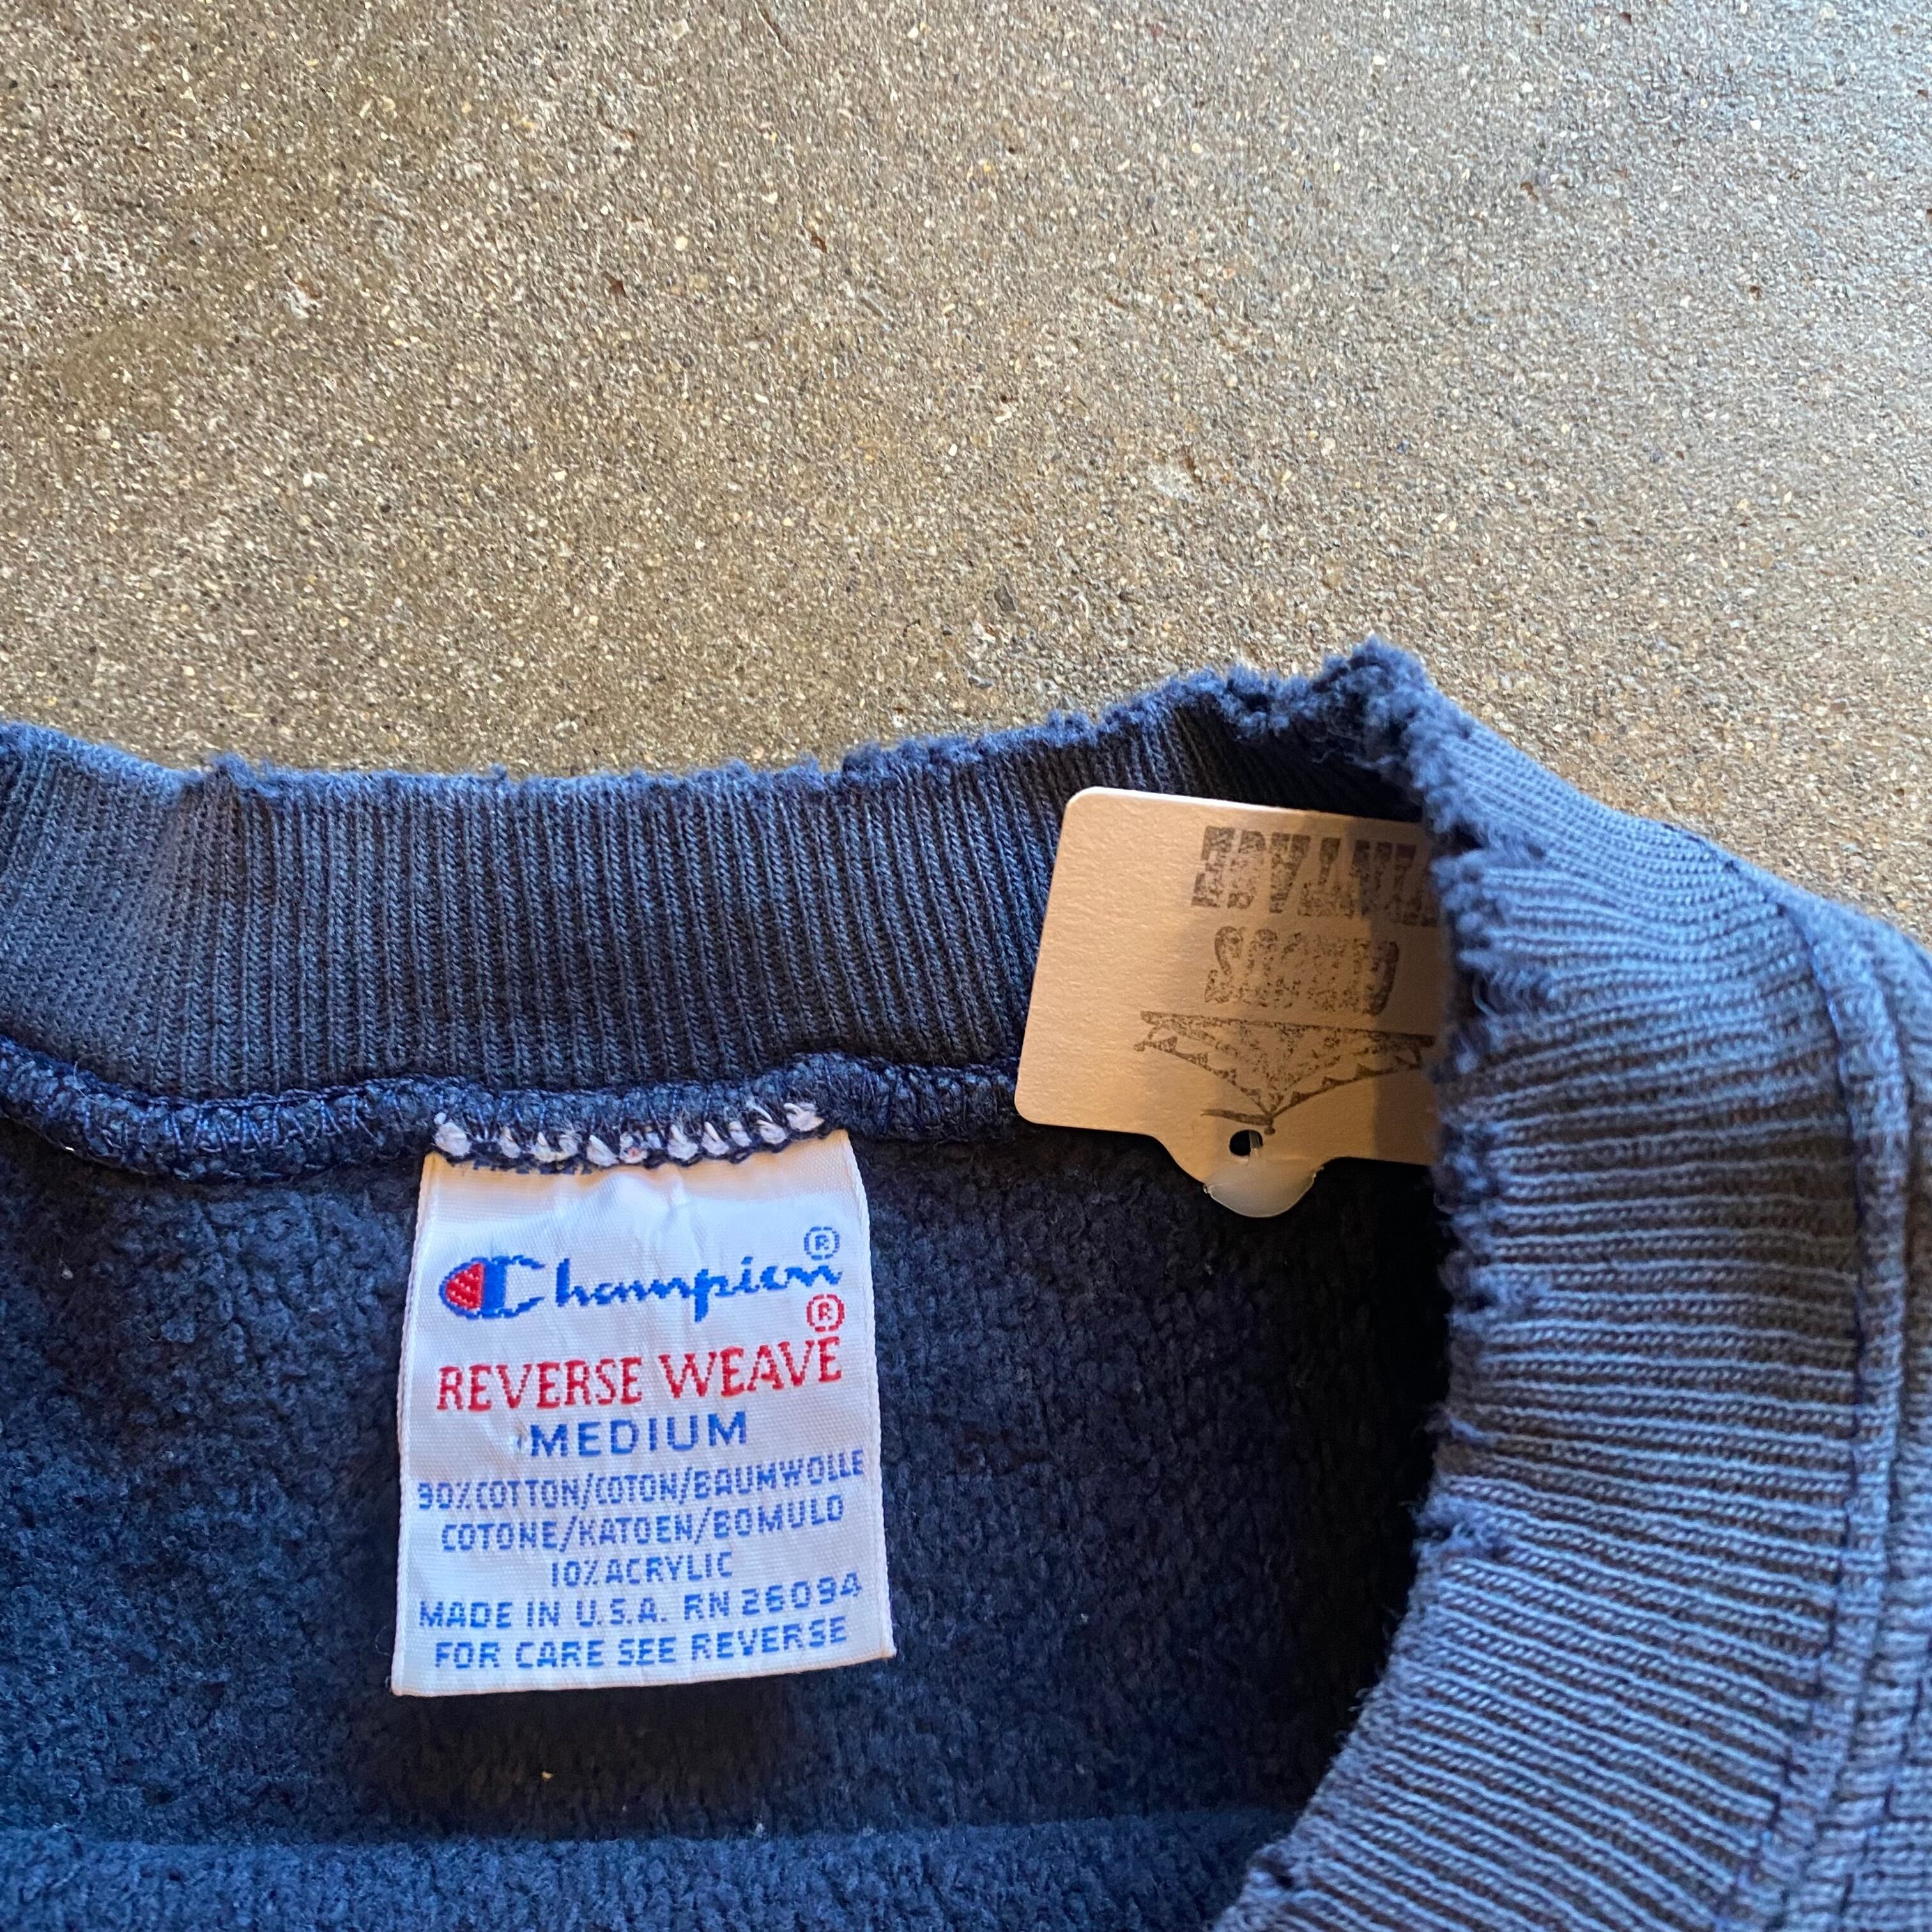 Champion®
®
REVERSE WEAVE
MEDIUM
90% COTTON/COTON/BAUMWOLLE
COTONE/KATOEN/BOMULD
10% ACRYLIC
MADE IN U.S.A. RN 26094
FOR CARE SEE REVERSE
CIRCUS